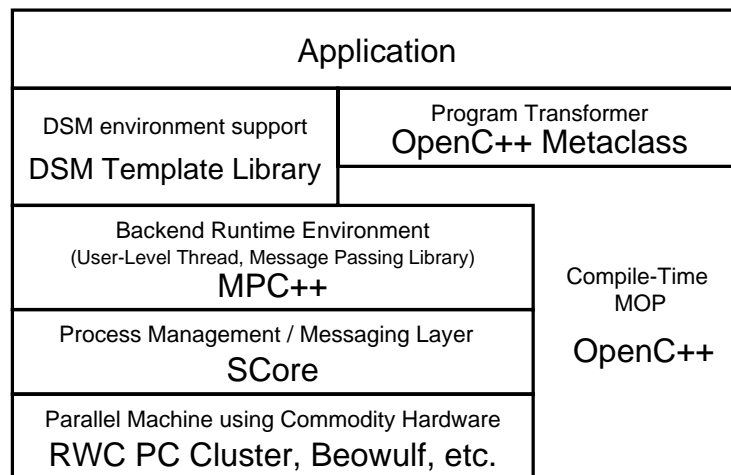 Application
DSM environment support
DSM Template Library
Program Transformer
OpenC++ Metaclass
Backend Runtime Environment
(User-Level Thread, Message Passing Library)
MPC++
Process Management / Messaging Layer
SCore
Parallel Machine using Commodity Hardware
RWC PC Cluster, Beowulf, etc.
Compile-Time
MOP
OpenC++